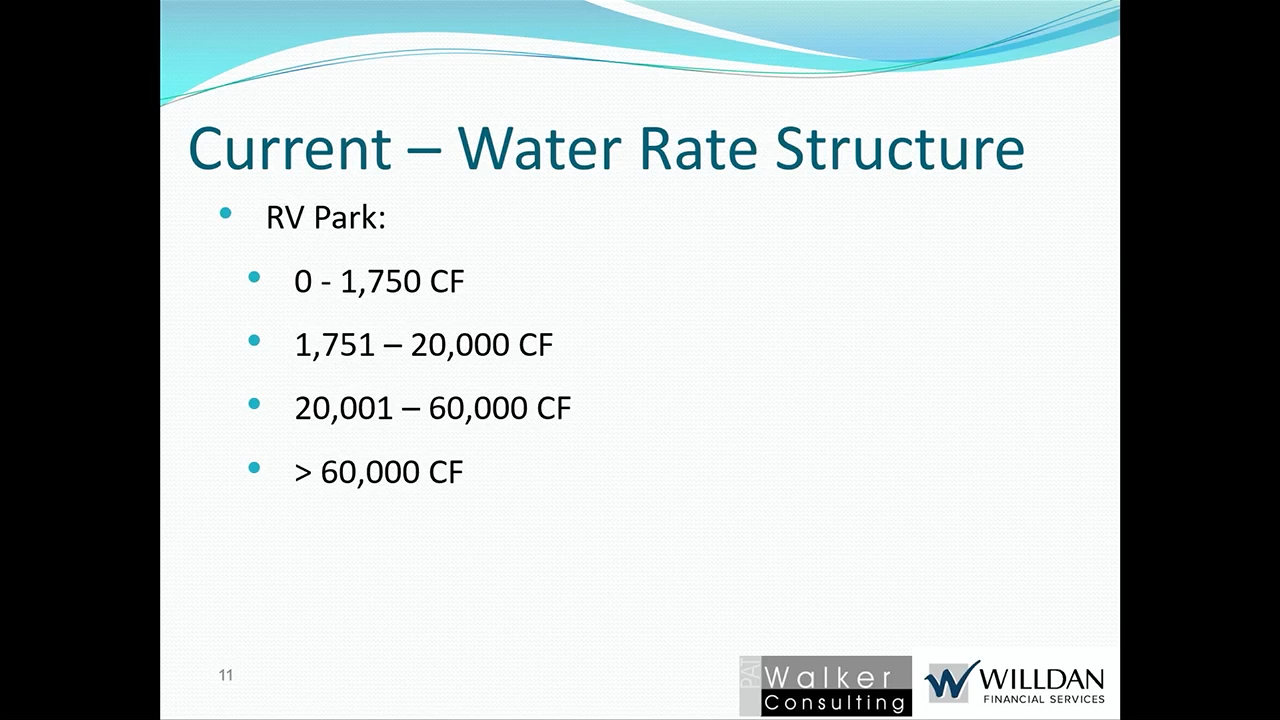 Current – Water Rate Structure
• RV Park:
• 0 - 1,750 CF
• 1,751 – 20,000 CF
• 20,001 – 60,000 CF
• > 60,000 CF
11
PAT
Walker
Consulting
WILLDAN
FINANCIAL SERVICES